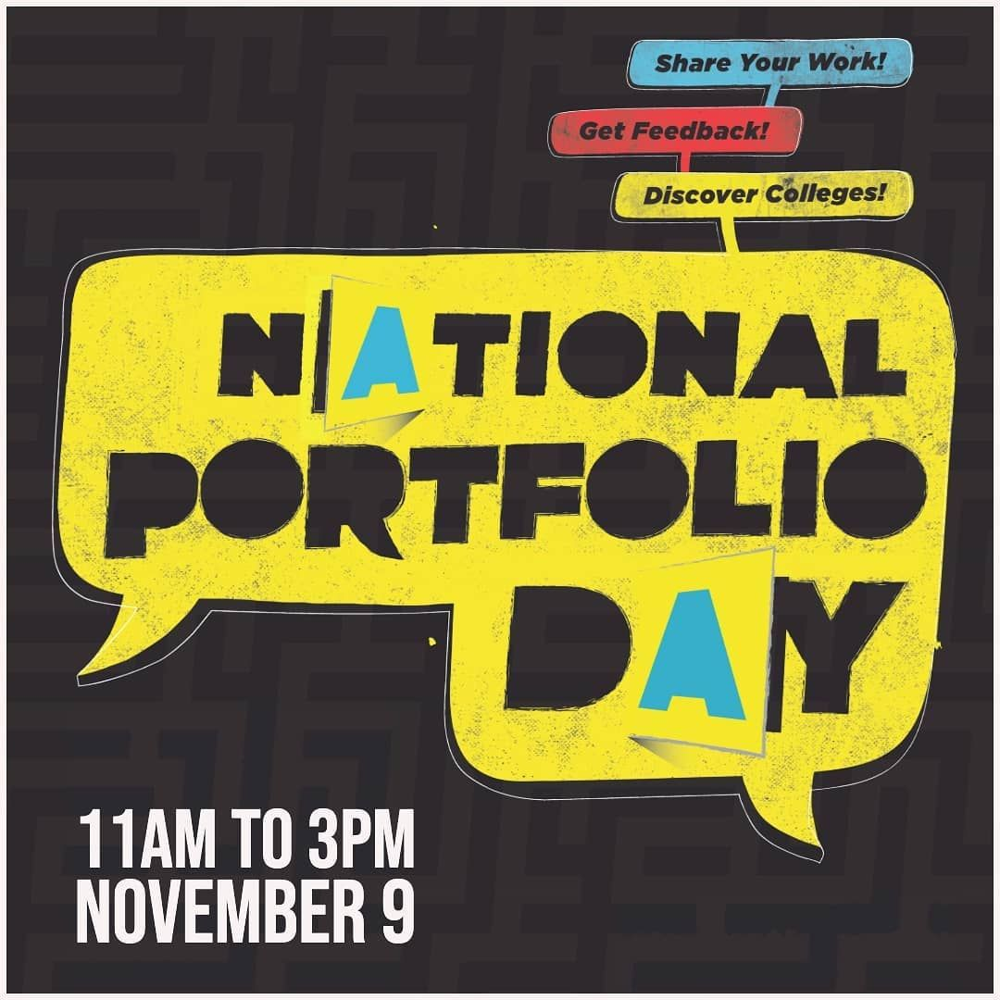 Share Your Work!
Get Feedback!
Discover Colleges!
NATIONAL
PORTFOLIO
DAY
11AM TO 3PM
NOVEMBER 9